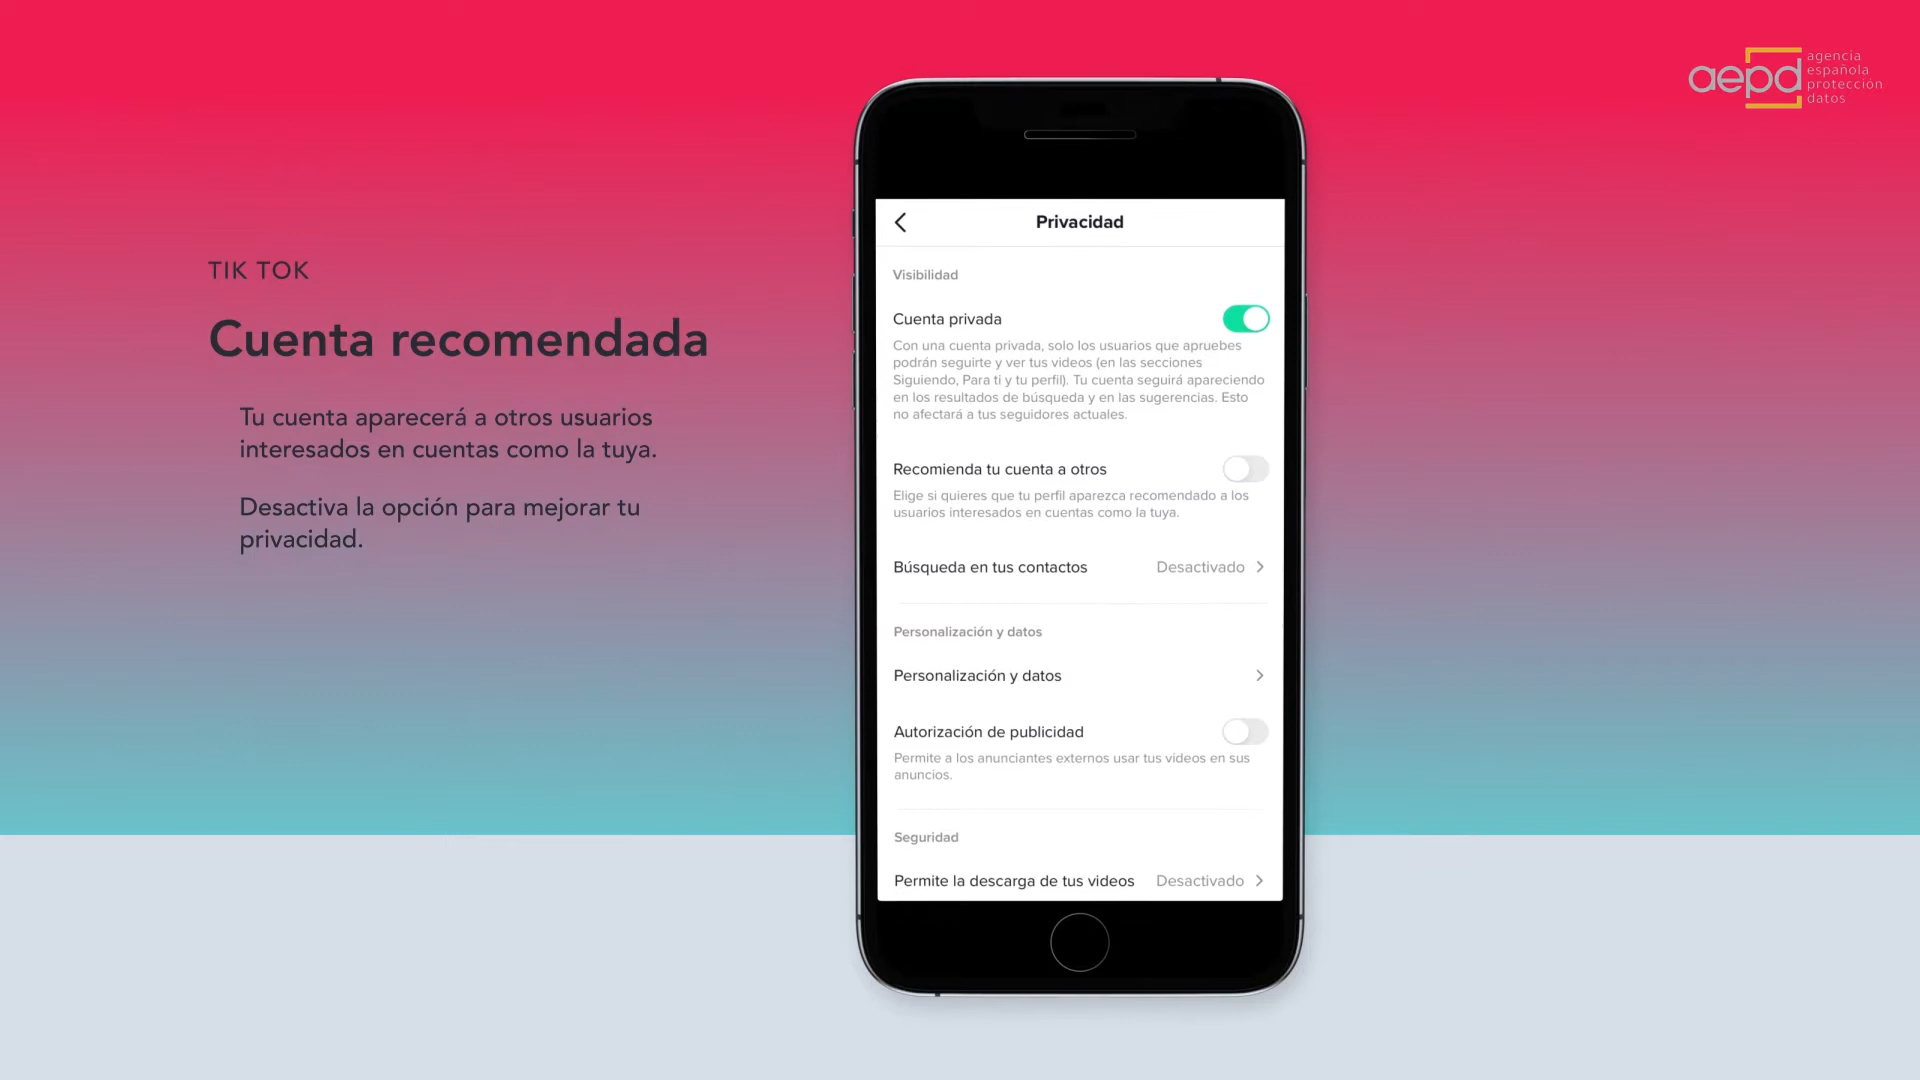 aepd
agencia
española
protección
datos
TIK TOK
Cuenta recomendada
Tu cuenta aparecerá a otros usuarios
interesados en cuentas como la tuya.
Desactiva la opción para mejorar tu
privacidad.
Privacidad
Visibilidad
Cuenta privada
Con una cuenta privada, solo los usuarios que apruebes
podrán seguirte y ver tus videos (en las secciones
Siguiendo, Para ti y tu perfil). Tu cuenta seguirá apareciendo
en los resultados de búsqueda y en las sugerencias. Esto
no afectará a tus seguidores actuales.
Recomienda tu cuenta a otros
Elige si quieres que tu perfil aparezca recomendado a los
usuarios interesados en cuentas como la tuya.
Búsqueda en tus contactos Desactivado
Personalización y datos
Personalización y datos
Autorización de publicidad
Permite a los anunciantes externos usar tus videos en sus
anuncios.
Seguridad
Permite la descarga de tus videos Desactivado